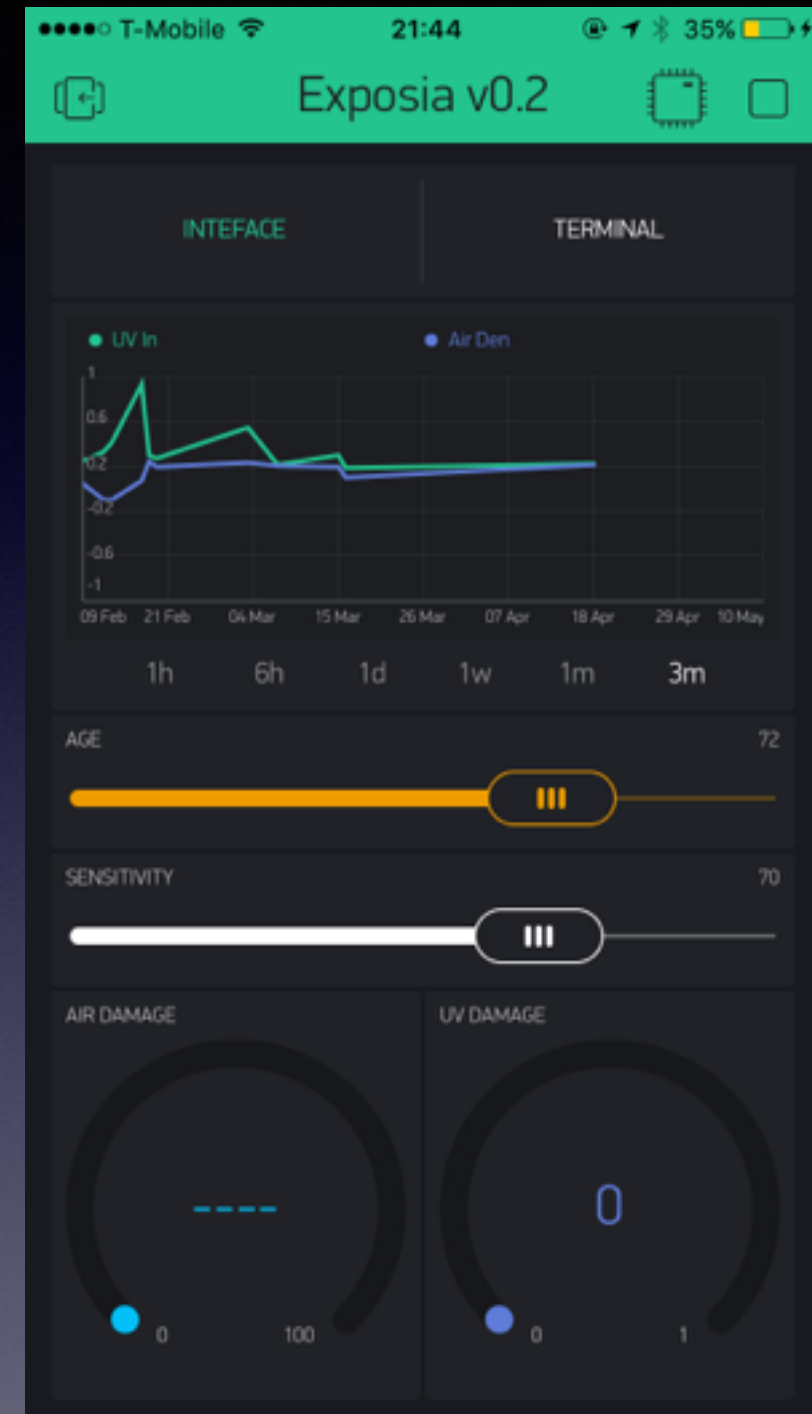 T-Mobile 21:44 35%
Exposia v0.2
INTEFACE TERMINAL
UV In Air Den
1
0.6
0.2
-0.2
-0.6
-1
09 Feb 21 Feb 04 Mar 15 Mar 26 Mar 07 Apr 18 Apr 29 Apr 10 May
1h 6h 1d 1w 1m 3m
AGE 72
SENSITIVITY 70
AIR DAMAGE UV DAMAGE
---- 0
0 100 0 1